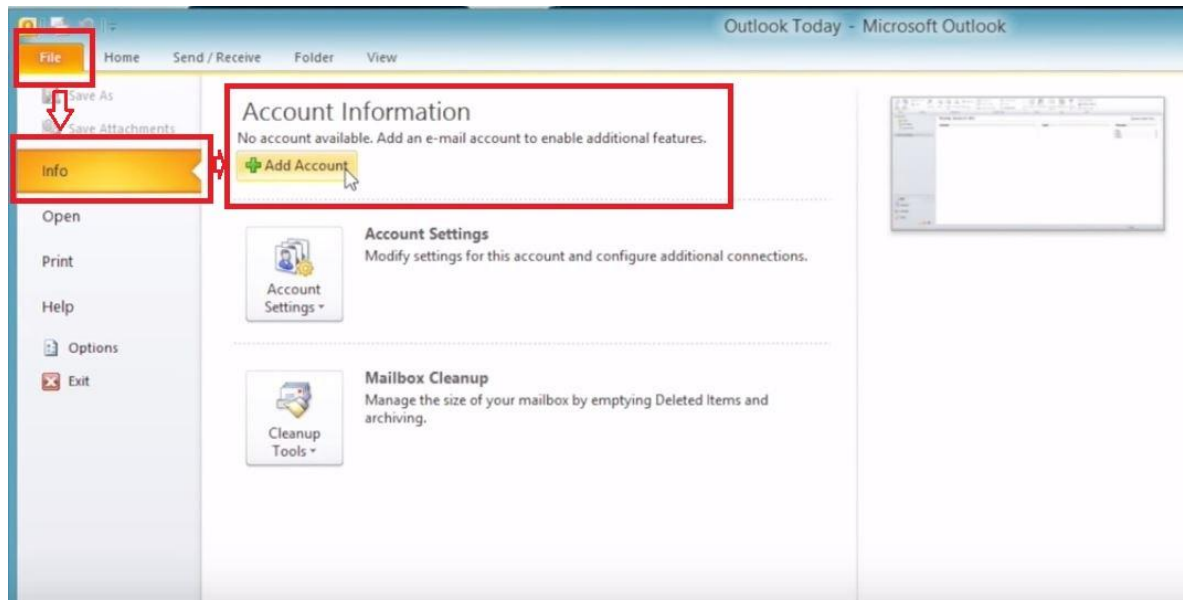 Outlook Today - Microsoft Outlook
File Home Send / Receive Folder View
Save As
Save Attachments
Info
Open
Print
Help
Options
Exit
Account Information
No account available. Add an e-mail account to enable additional features.
Add Account
Account Settings
Account Settings
Modify settings for this account and configure additional connections.
Cleanup Tools
Mailbox Cleanup
Manage the size of your mailbox by emptying Deleted Items and
archiving.